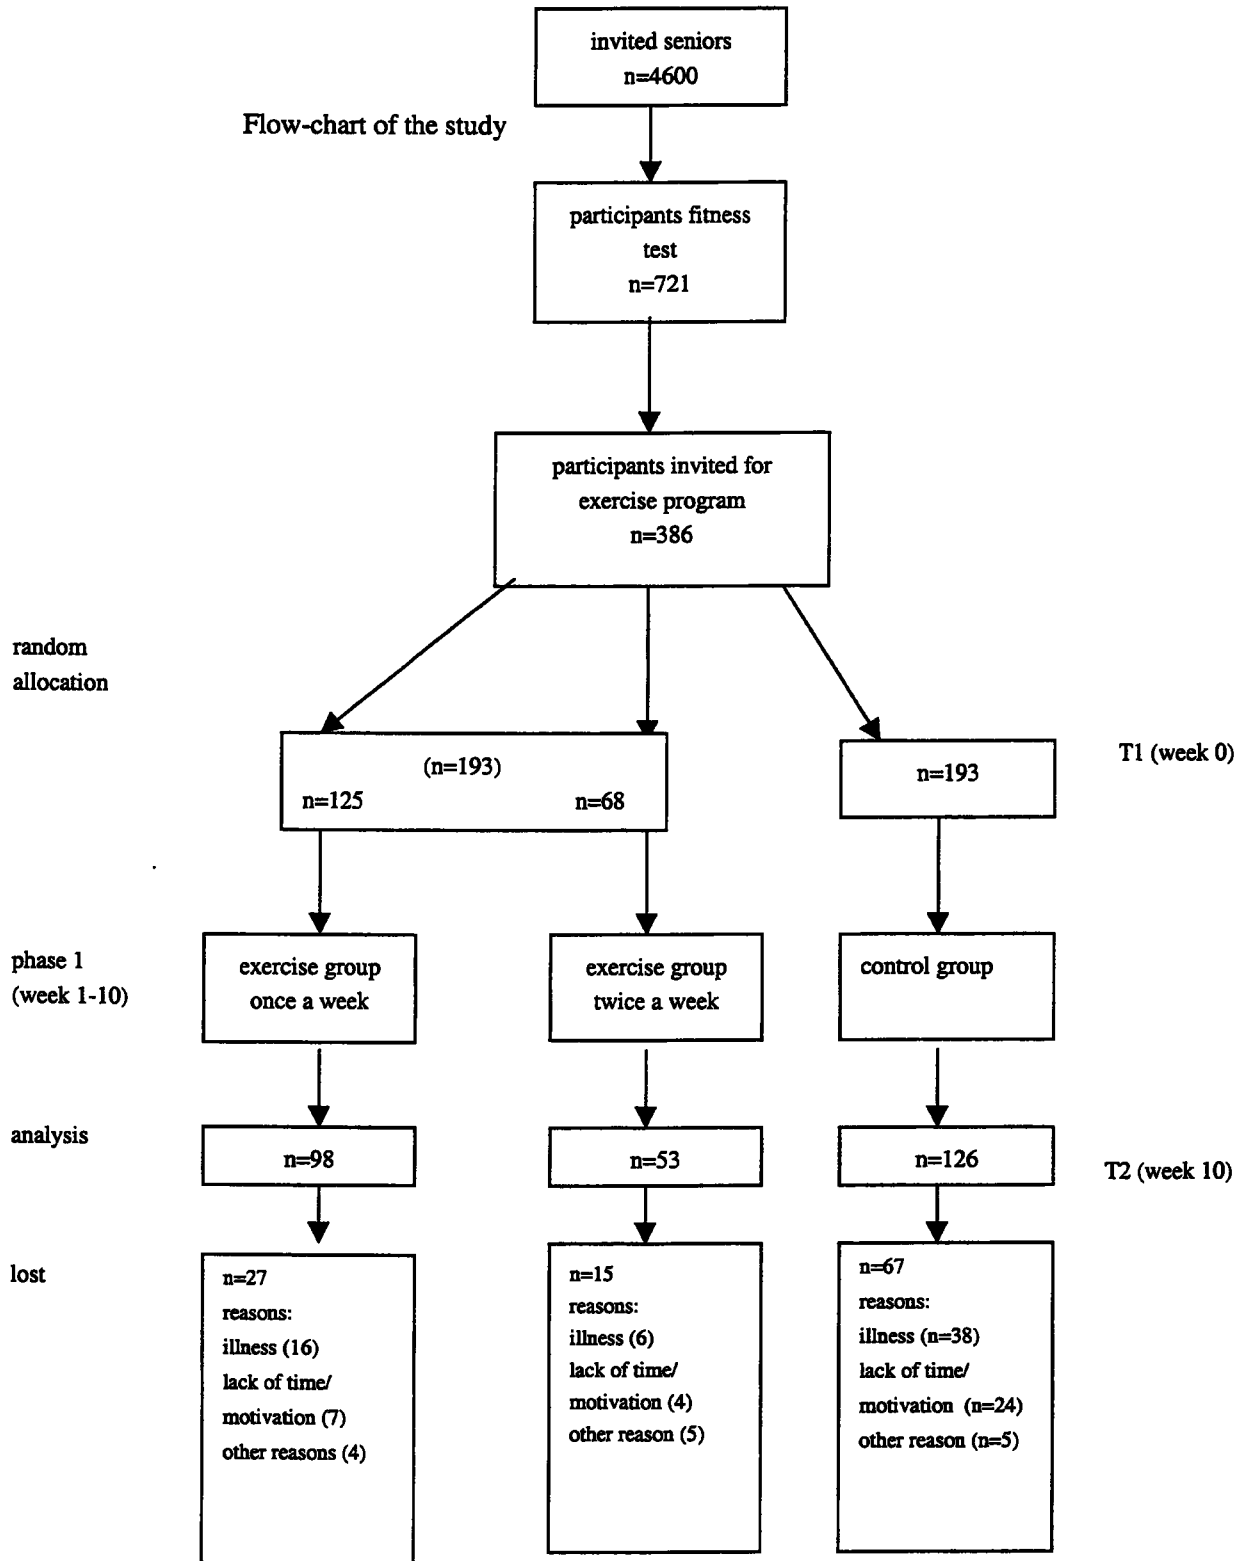 invited seniors
n=4600
Flow-chart of the study
participants fitness
test
n=721
participants invited for
exercise program
n=386
random
allocation
(n=193)
n=125 n=68
n=193
T1 (week 0)
phase 1
(week 1-10)
exercise group
once a week
exercise group
twice a week
control group
analysis
n=98
n=53
n=126
T2 (week 10)
lost
n=27
reasons:
illness (16)
lack of time/
motivation (7)
other reasons (4)
n=15
reasons:
illness (6)
lack of time/
motivation (4)
other reason (5)
n=67
reasons:
illness (n=38)
lack of time/
motivation (n=24)
other reason (n=5)